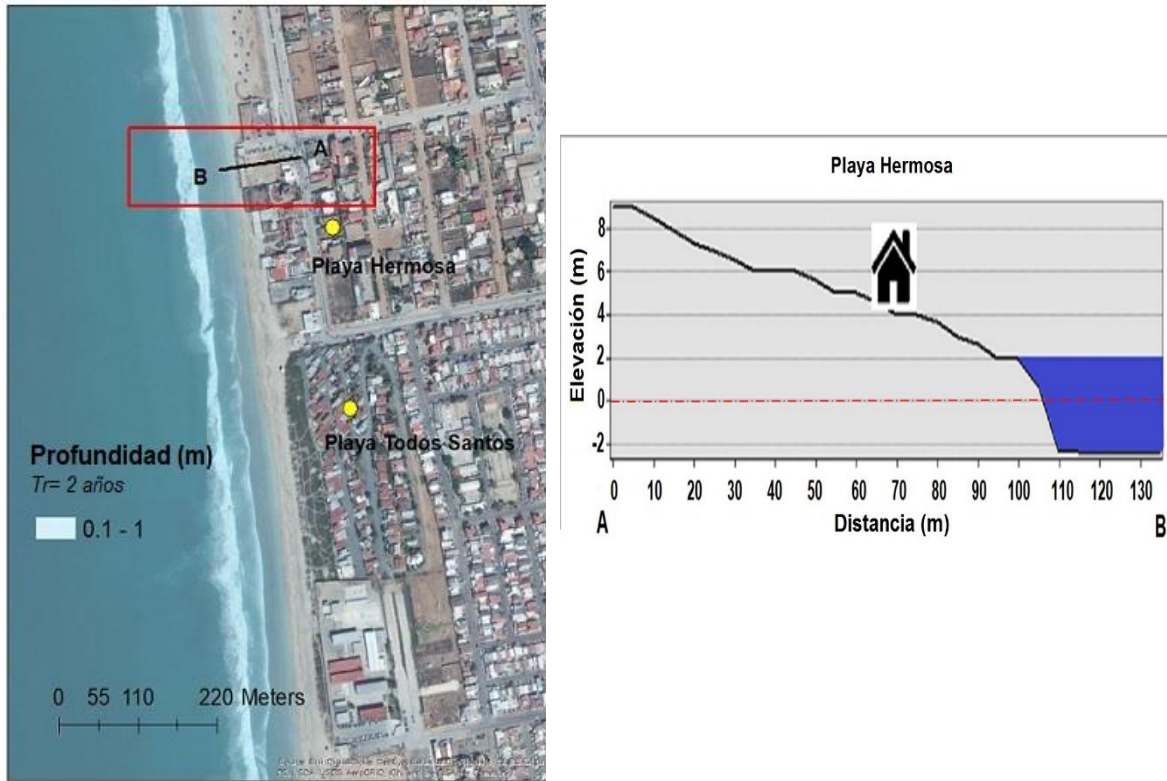 A
B
Playa Hermosa
Playa Todos Santos
Profundidad (m)
Tr= 2 años
0.1 - 1
0 55 110 220 Meters
Playa Hermosa
Elevación (m)
8
6
4
2
0
-2
0 10 20 30 40 50 60 70 80 90 100 110 120 130
A Distancia (m) B